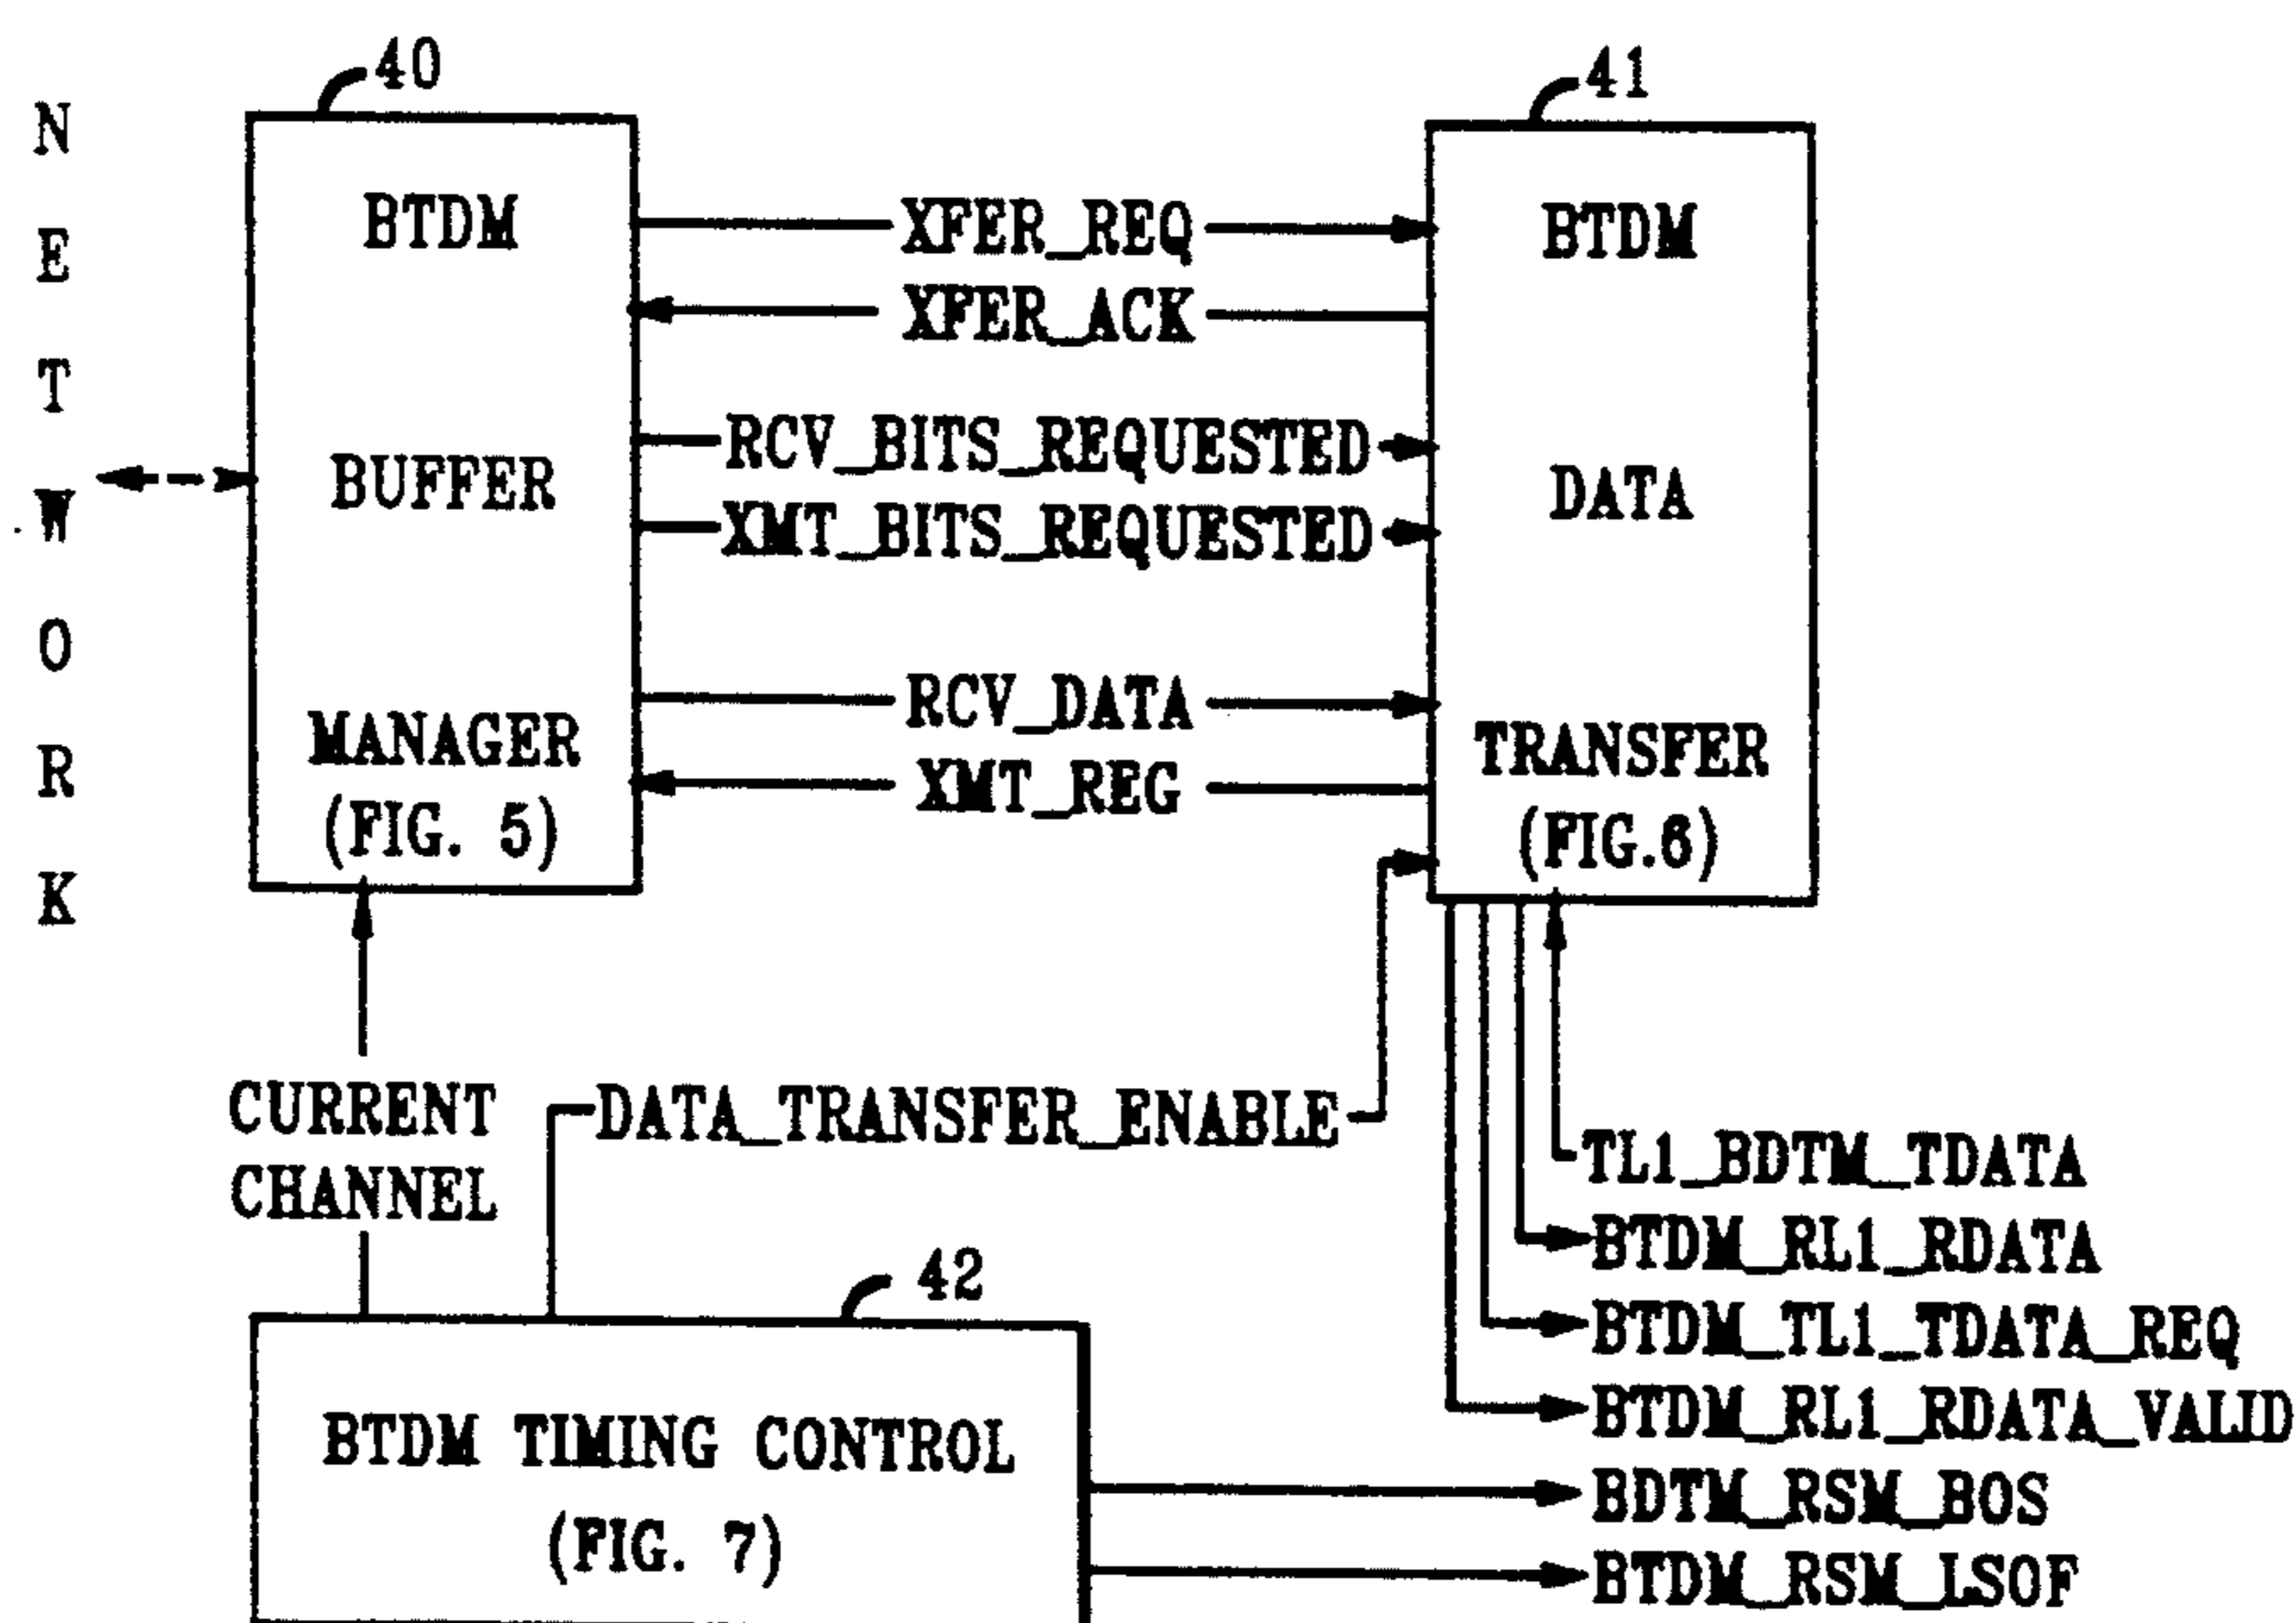 NETWORK
40
BTDM
BUFFER
MANAGER
(FIG. 5)
XFER_REQ
XFER_ACK
RCV_BITS_REQUESTED
XMT_BITS_REQUESTED
RCV_DATA
XMT_REG
41
BTDM
DATA
TRANSFER
(FIG.6)
CURRENT
CHANNEL
DATA_TRANSFER_ENABLE
42
BTDM TIMING CONTROL
(FIG. 7)
TL1_BDTM_TDATA
BTDM_RL1_RDATA
BTDM_TL1_TDATA_REQ
BTDM_RL1_RDATA_VALID
BDTM_RSM_BOS
BTDM_RSM_LSOF